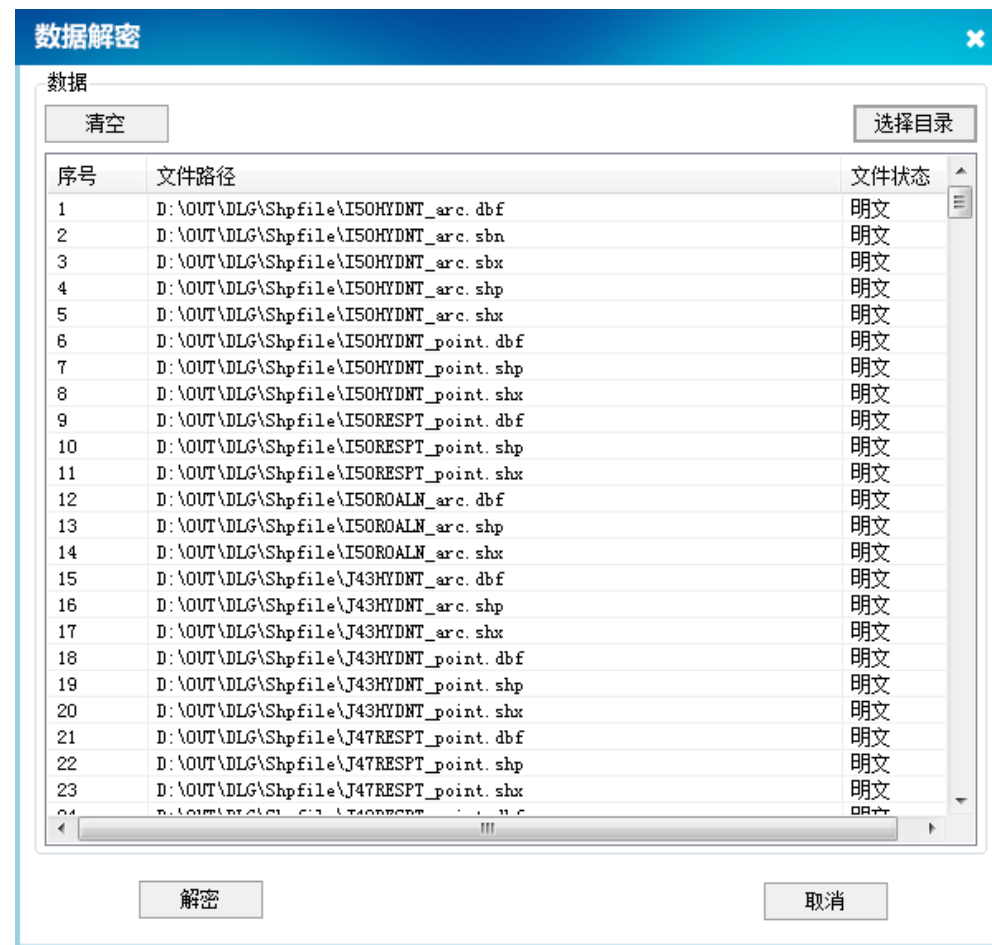 数据解密
数据
清空 选择目录
序号 文件路径 文件状态
1 D:\OUT\DLG\Shpfile\I50HYDNT_arc.dbf 明文
2 D:\OUT\DLG\Shpfile\I50HYDNT_arc.sbn 明文
3 D:\OUT\DLG\Shpfile\I50HYDNT_arc.sbx 明文
4 D:\OUT\DLG\Shpfile\I50HYDNT_arc.shp 明文
5 D:\OUT\DLG\Shpfile\I50HYDNT_arc.shx 明文
6 D:\OUT\DLG\Shpfile\I50HYDNT_point.dbf 明文
7 D:\OUT\DLG\Shpfile\I50HYDNT_point.shp 明文
8 D:\OUT\DLG\Shpfile\I50HYDNT_point.shx 明文
9 D:\OUT\DLG\Shpfile\I50RESPT_point.dbf 明文
10 D:\OUT\DLG\Shpfile\I50RESPT_point.shp 明文
11 D:\OUT\DLG\Shpfile\I50RESPT_point.shx 明文
12 D:\OUT\DLG\Shpfile\I50ROALN_arc.dbf 明文
13 D:\OUT\DLG\Shpfile\I50ROALN_arc.shp 明文
14 D:\OUT\DLG\Shpfile\I50ROALN_arc.shx 明文
15 D:\OUT\DLG\Shpfile\J43HYDNT_arc.dbf 明文
16 D:\OUT\DLG\Shpfile\J43HYDNT_arc.shp 明文
17 D:\OUT\DLG\Shpfile\J43HYDNT_arc.shx 明文
18 D:\OUT\DLG\Shpfile\J43HYDNT_point.dbf 明文
19 D:\OUT\DLG\Shpfile\J43HYDNT_point.shp 明文
20 D:\OUT\DLG\Shpfile\J43HYDNT_point.shx 明文
21 D:\OUT\DLG\Shpfile\J47RESPT_point.dbf 明文
22 D:\OUT\DLG\Shpfile\J47RESPT_point.shp 明文
23 D:\OUT\DLG\Shpfile\J47RESPT_point.shx 明文
解密 取消